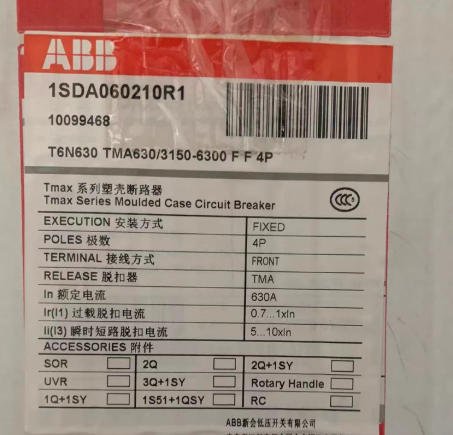 ABB
1SDA060210R1
10099468
T6N630 TMA630/3150-6300 F F 4P
Tmax 系列塑壳断路器
Tmax Series Moulded Case Circuit Breaker
CCC
EXECUTION 安装方式 FIXED
POLES 极数 4P
TERMINAL 接线方式 FRONT
RELEASE 脱扣器 TMA
In 额定电流 630A
Ir(I1) 过载脱扣电流 0.7...1xIn
Ii(I3) 瞬时短路脱扣电流 5...10xIn
ACCESSORIES 附件
SOR 2Q 2Q+1SY
UVR 3Q+1SY Rotary Handle
1Q+1SY 1S51+1QSY RC
ABB新会低压开关有限公司